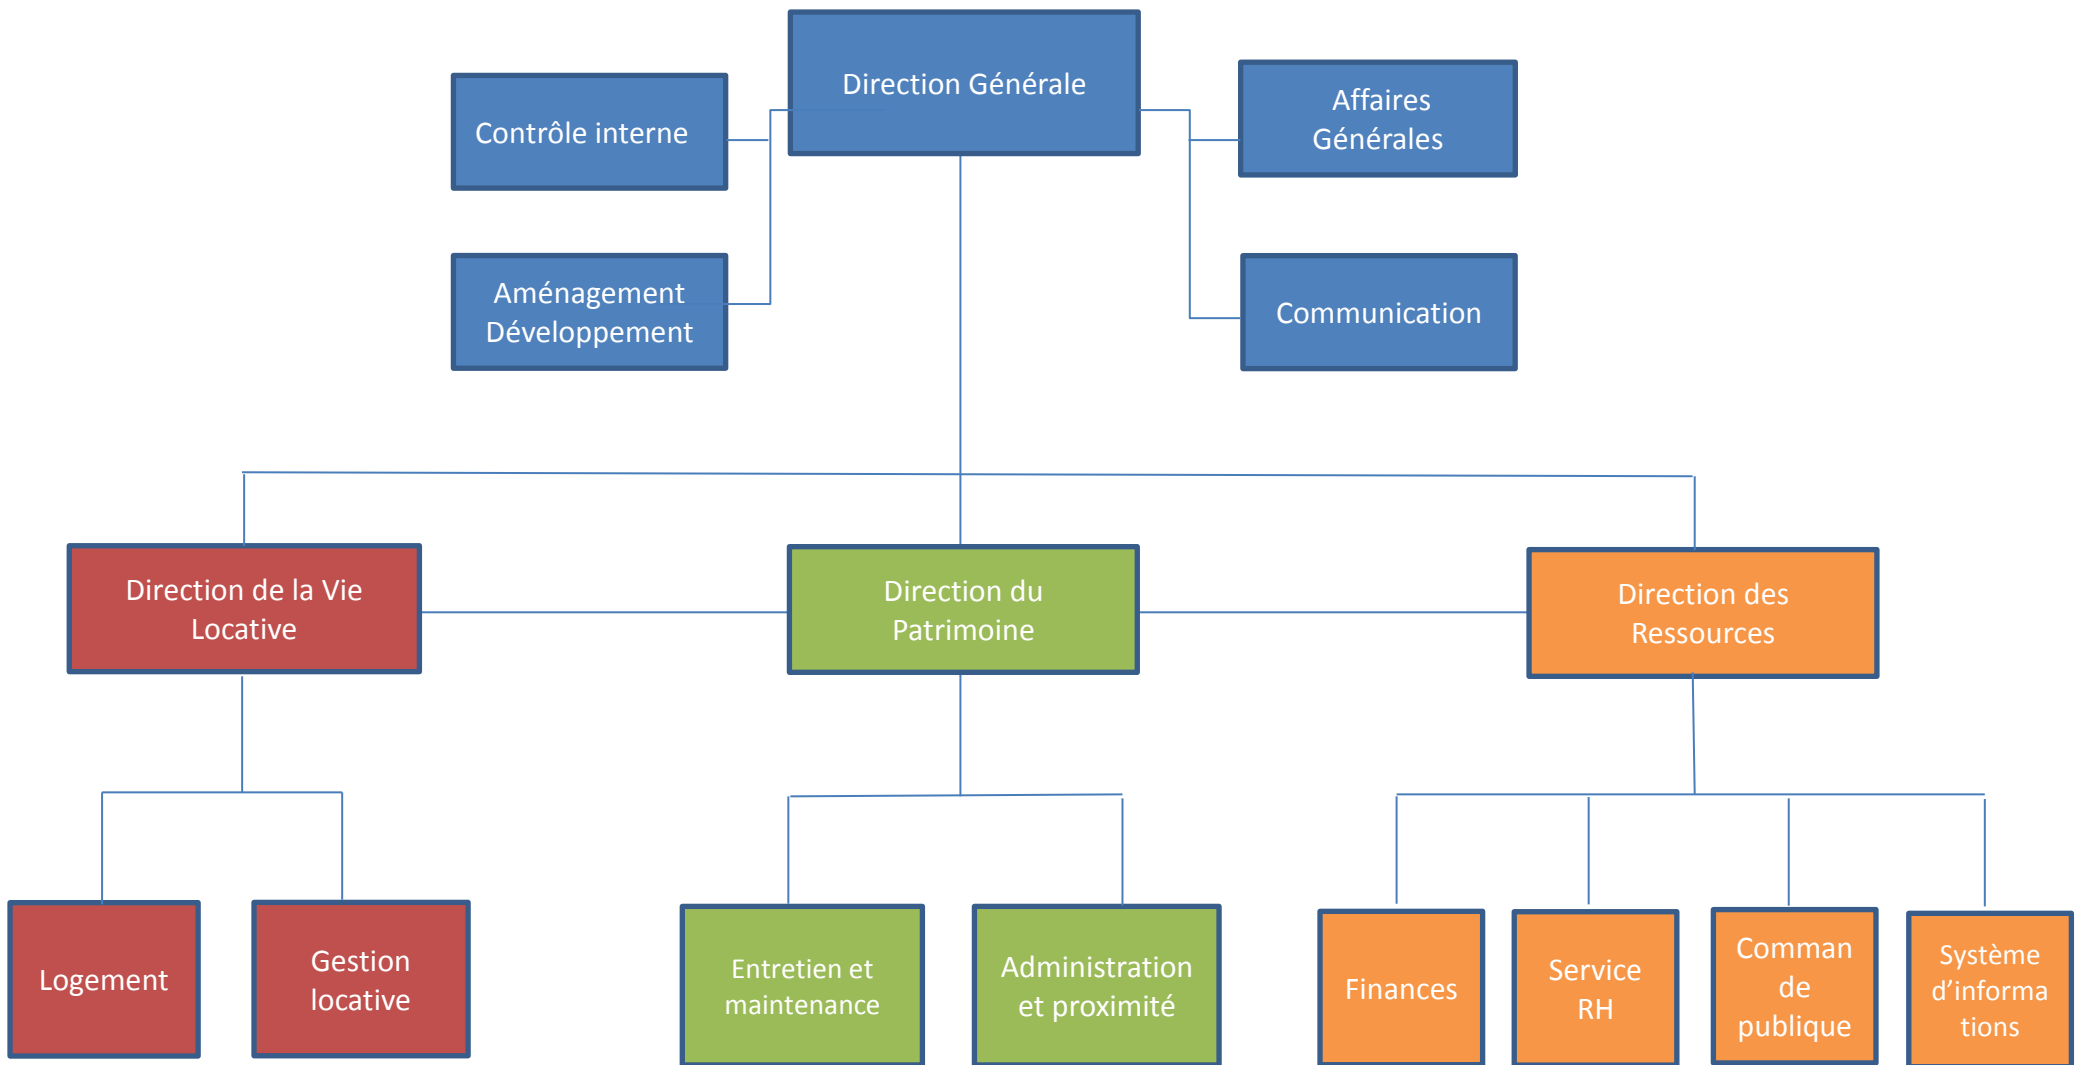 Direction Générale
Contrôle interne
Affaires
Générales
Aménagement
Développement
Communication
Direction de la Vie
Locative
Direction du
Patrimoine
Direction des
Ressources
Logement
Gestion
locative
Entretien et
maintenance
Administration
et proximité
Finances
Service
RH
Comman
de
publique
Système
d’informa
tions